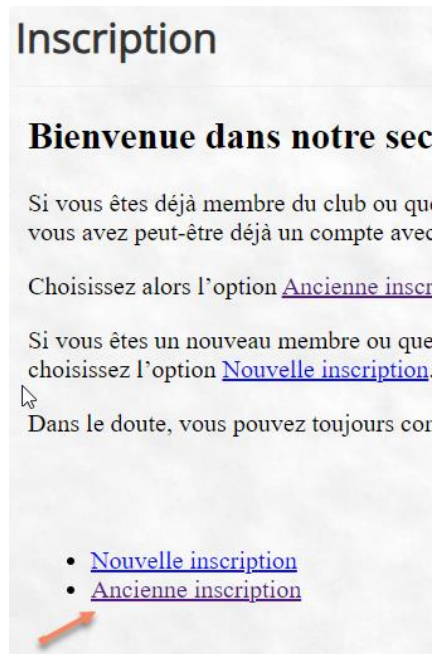 Inscription
Bienvenue dans notre sec
Si vous êtes déjà membre du club ou que
vous avez peut-être déjà un compte avec
Choisissez alors l’option Ancienne inscr
Si vous êtes un nouveau membre ou que
choisissez l’option Nouvelle inscription.
Dans le doute, vous pouvez toujours con
Nouvelle inscription
Ancienne inscription